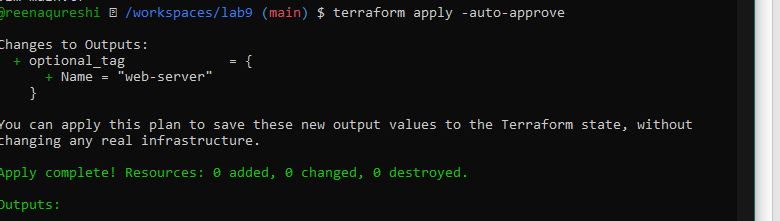 @reenaqureshi /workspaces/lab9 (main) $ terraform apply -auto-approve
Changes to Outputs:
+ optional_tag = {
+ Name = "web-server"
}
You can apply this plan to save these new output values to the Terraform state, without
changing any real infrastructure.
Apply complete! Resources: 0 added, 0 changed, 0 destroyed.
Outputs: